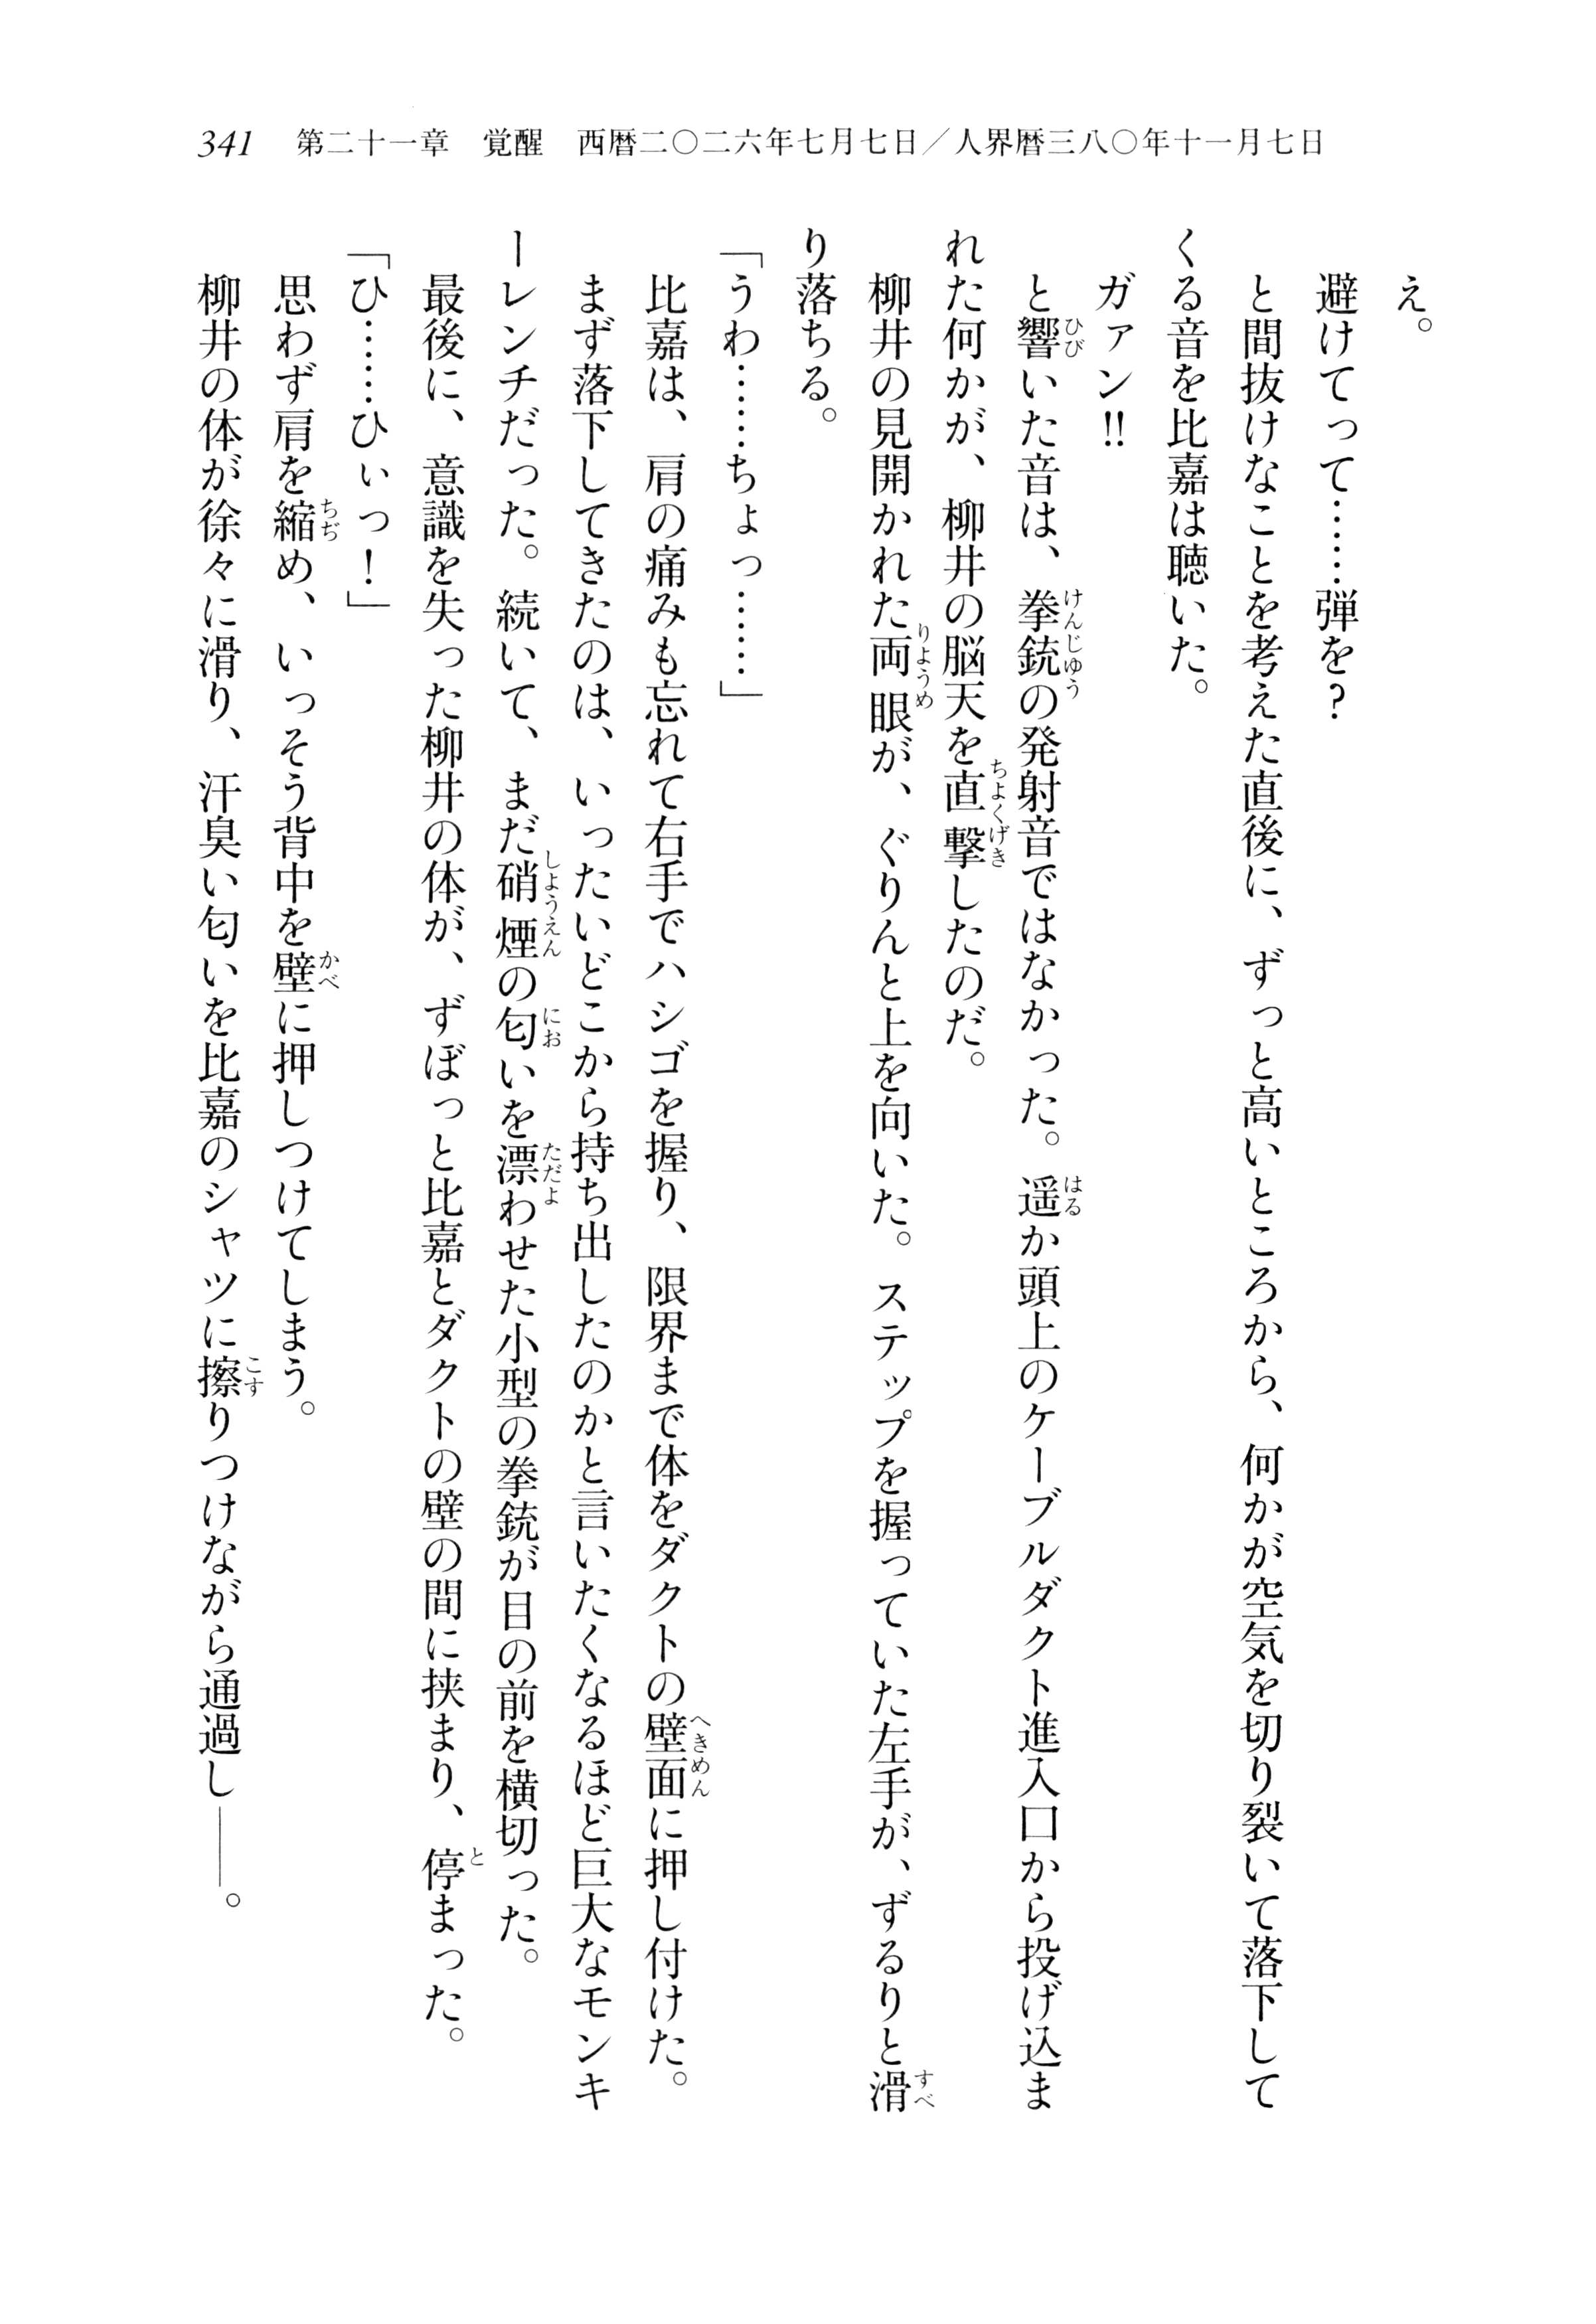 341　第二十一章　覚醒　西暦二〇二六年七月七日／人界暦三八〇年十一月七日
え。
避けてって……弾を？
と間抜けなことを考えた直後に、ずっと高いところから、何かが空気を切り裂いて落下して
くる音を比嘉は聴いた。
ガァン!!
と響いた音は、拳銃の発射音ではなかった。遥か頭上のケーブルダクト進入口から投げ込ま
れた何かが、柳井の脳天を直撃したのだ。
柳井の見開かれた両眼が、ぐりんと上を向いた。ステップを握っていた左手が、ずるりと滑
り落ちる。
「うわ……ちょっ……」
比嘉は、肩の痛みも忘れて右手でハシゴを握り、限界まで体をダクトの壁面に押し付けた。
まず落下してきたのは、いったいどこから持ち出したのかと言いたくなるほど巨大なモンキ
ーレンチだった。続いて、まだ硝煙の匂いを漂わせた小型の拳銃が目の前を横切った。
最後に、意識を失った柳井の体が、ずぼっと比嘉とダクトの壁の間に挟まり、停まった。
「ひ……ひぃっ！」
思わず肩を縮め、いっそう背中を壁に押しつけてしまう。
柳井の体が徐々に滑り、汗臭い匂いを比嘉のシャツに擦りつけながら通過し――。